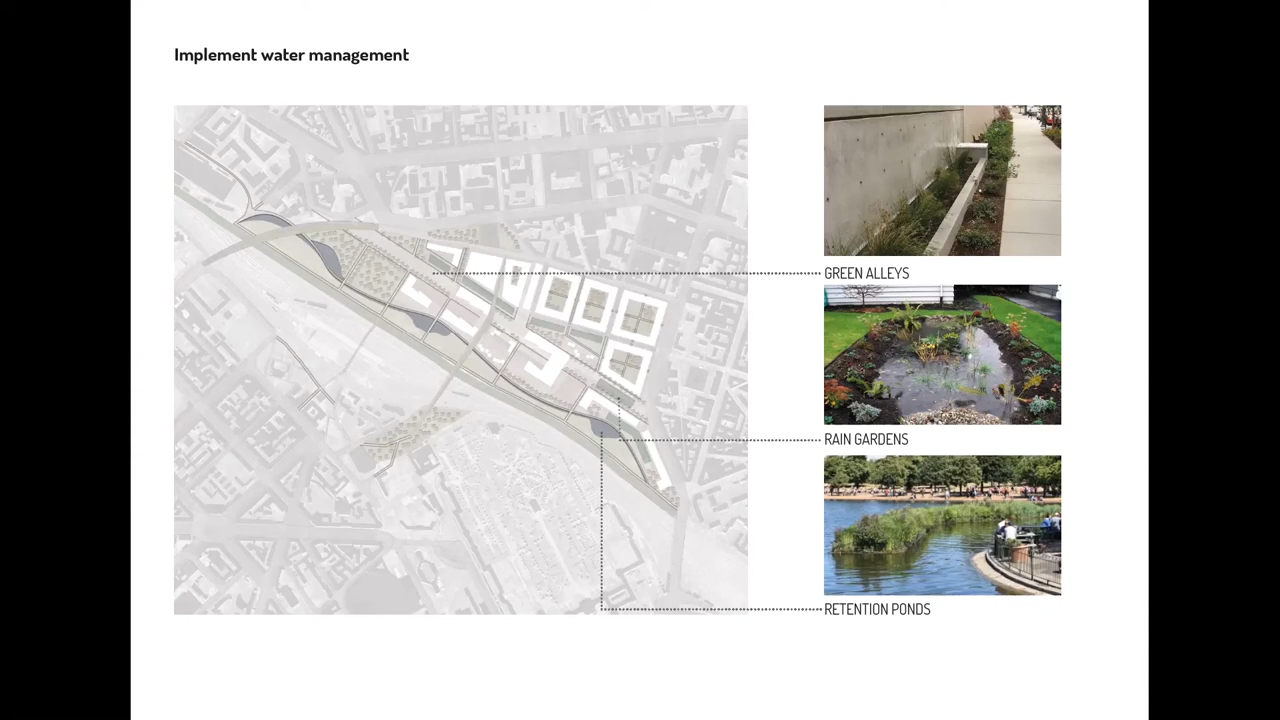 Implement water management
GREEN ALLEYS
RAIN GARDENS
RETENTION PONDS